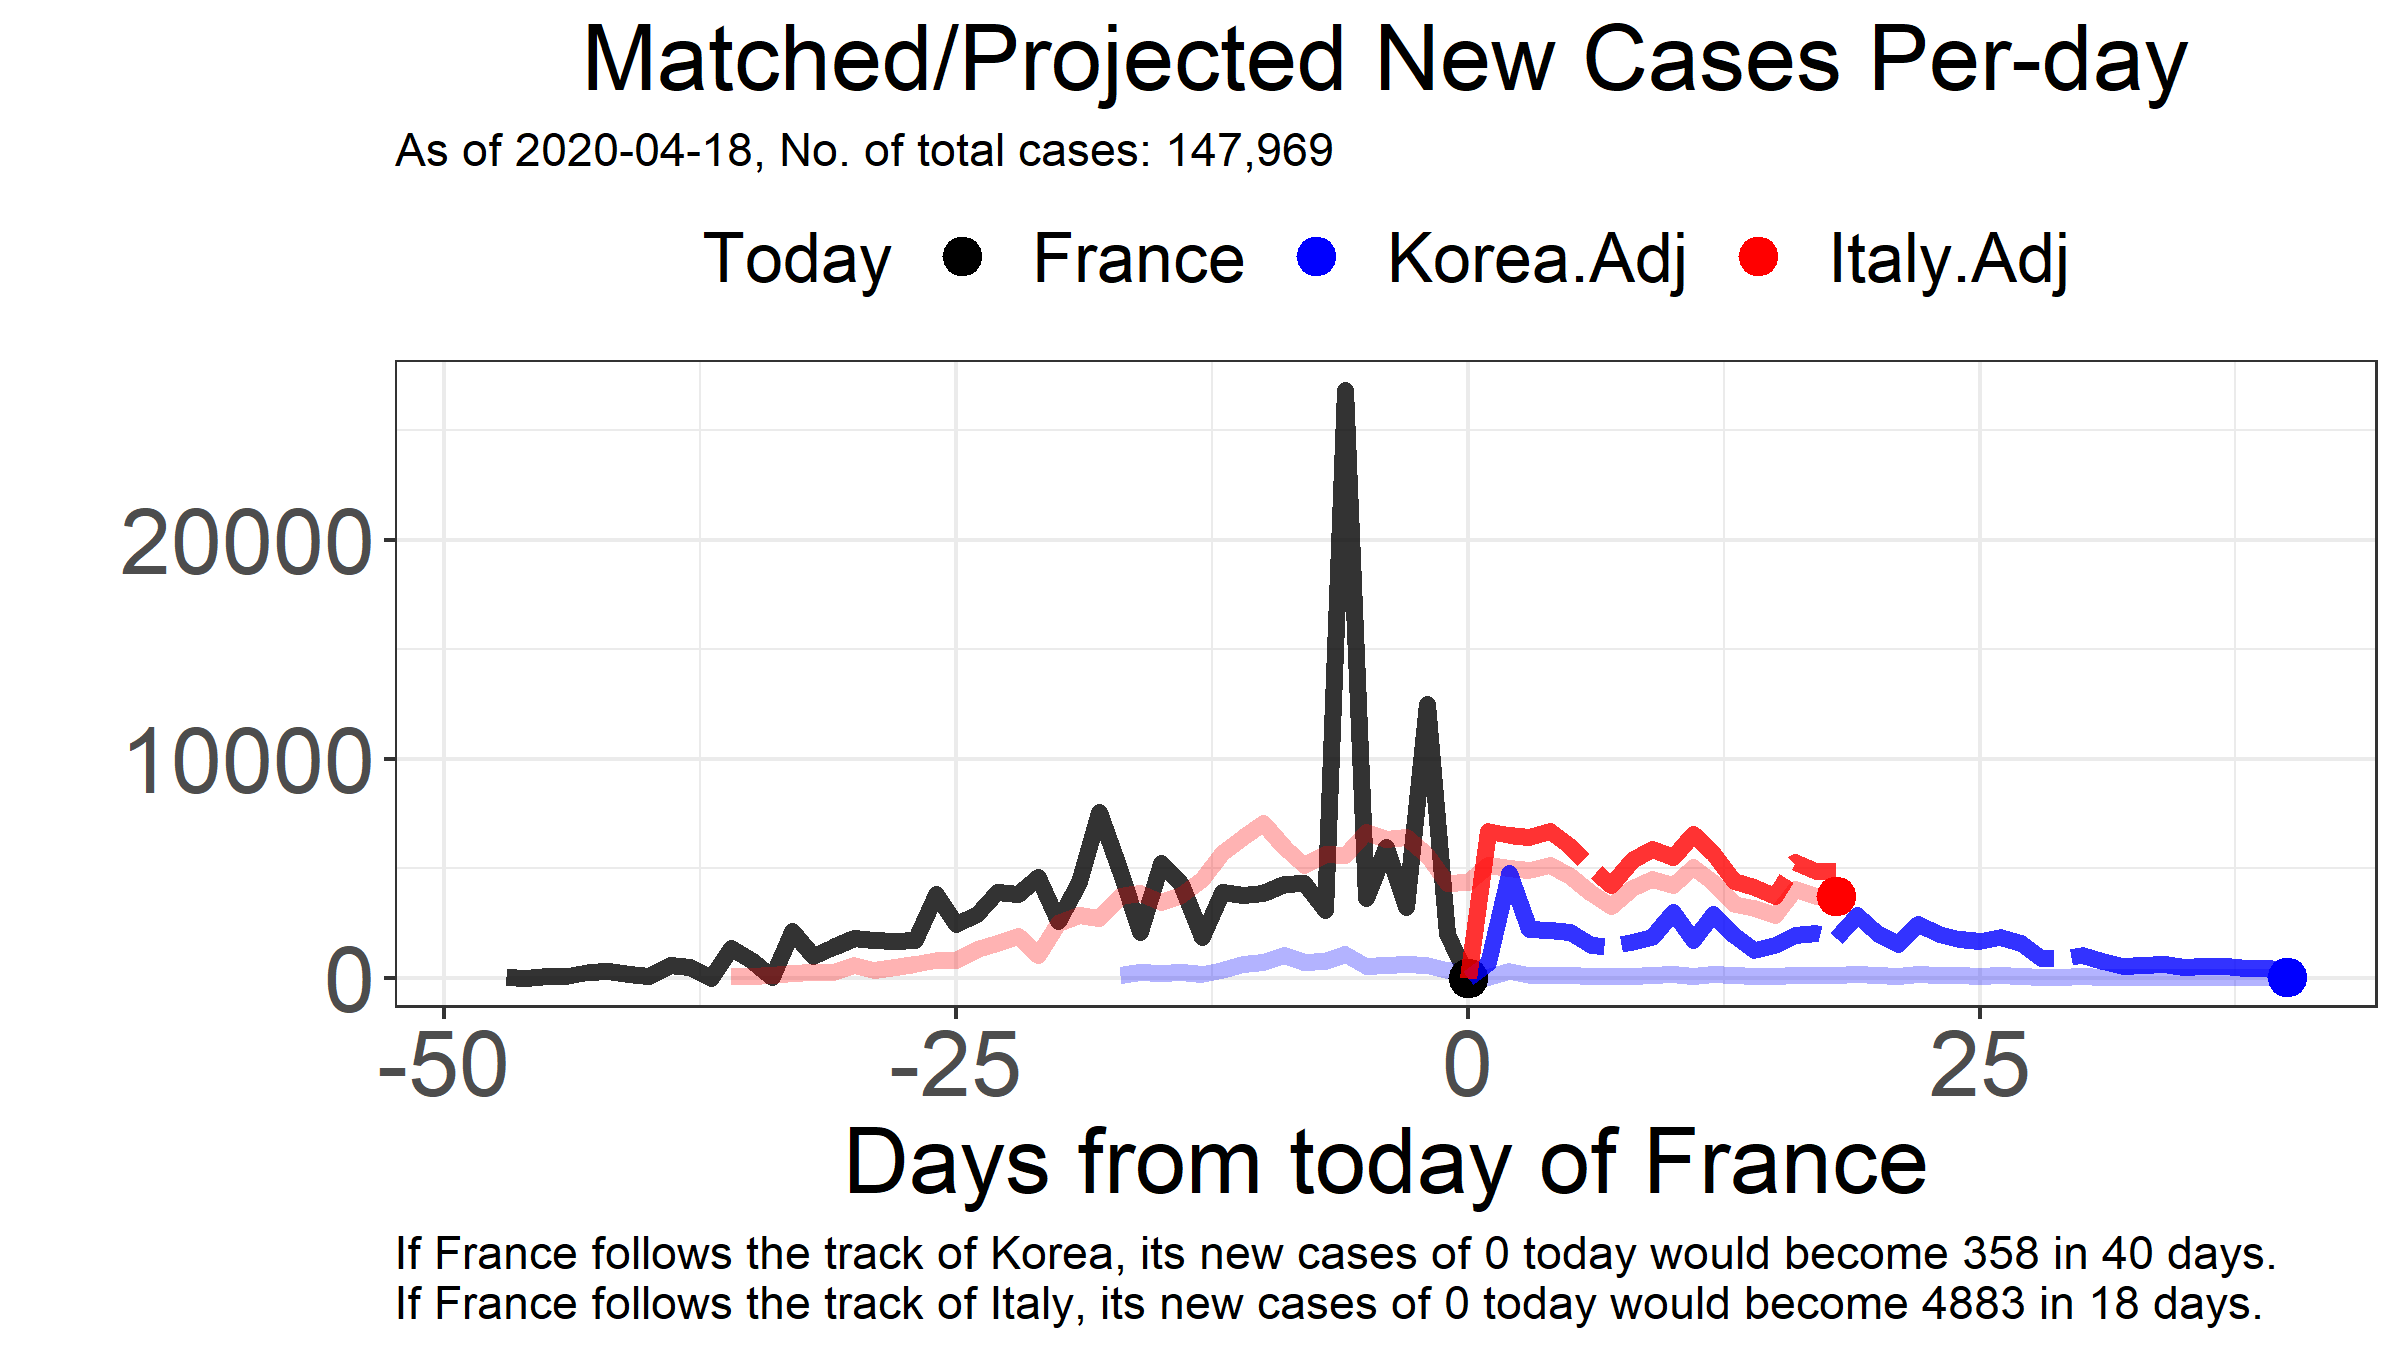 Matched/Projected New Cases Per-day
As of 2020-04-18, No. of total cases: 147,969
Today France Korea.Adj Italy.Adj
20000
10000
0
-50 -25 0 25
Days from today of France
If France follows the track of Korea, its new cases of 0 today would become 358 in 40 days.
If France follows the track of Italy, its new cases of 0 today would become 4883 in 18 days.